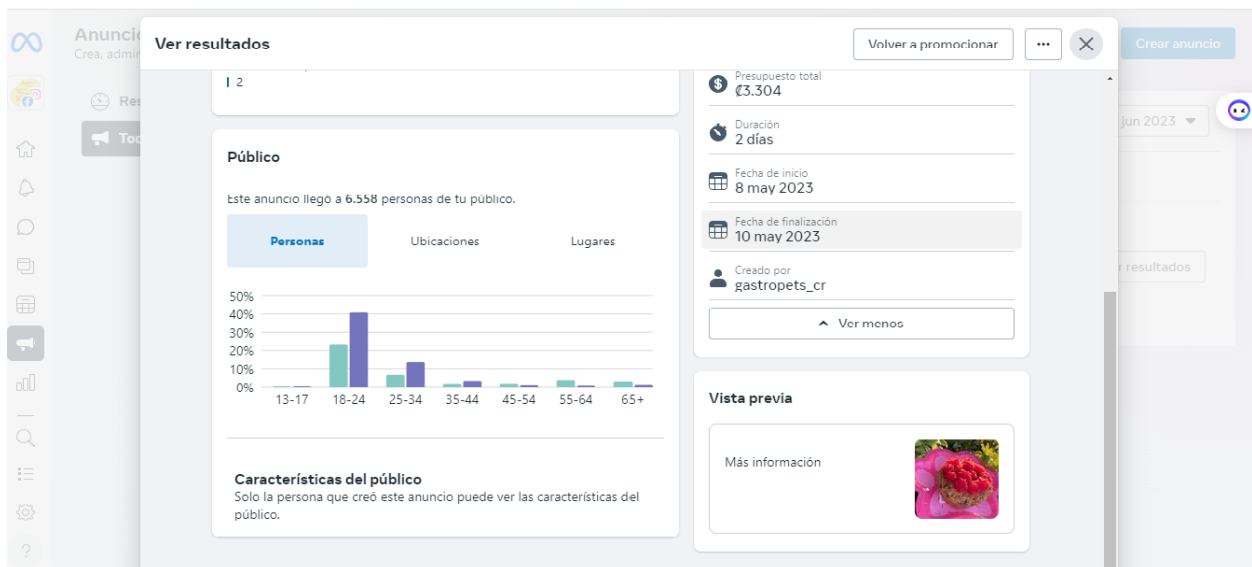 Anunci
Crea, admin
Ver resultados
Volver a promocionar
Crear anuncio
Res
Tod
jun 2023
r resultados
2
Público
Este anuncio llegó a 6.558 personas de tu público.
Personas
Ubicaciones
Lugares
50%
40%
30%
20%
10%
0%
13-17 18-24 25-34 35-44 45-54 55-64 65+
Características del público
Solo la persona que creó este anuncio puede ver las características del
público.
Presupuesto total
₡3.304
Duración
2 días
Fecha de inicio
8 may 2023
Fecha de finalización
10 may 2023
Creado por
gastropets_cr
Ver menos
Vista previa
Más información